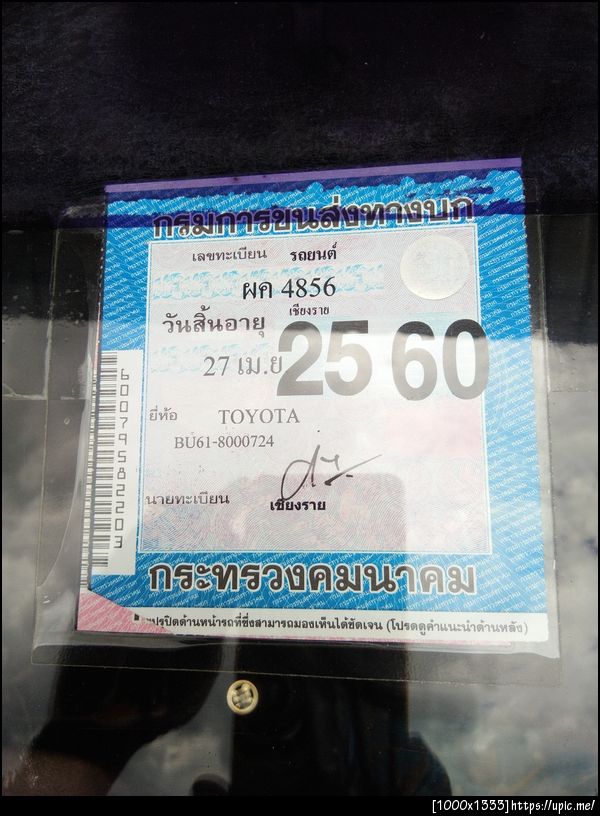 กรมการขนส่งทางบก
เลขทะเบียน รถยนต์
ผค 4856
เชียงราย
วันสิ้นอายุ
27 เม.ย 25 60
ยี่ห้อ TOYOTA
BU61-8000724
นายทะเบียน เชียงราย
600795822203
กระทรวงคมนาคม
ปิดด้านหน้ารถที่ซึ่งสามารถมองเห็นได้ชัดเจน (โปรดดูคำแนะนำด้านหลัง)
[1000x1333]https://upic.me/